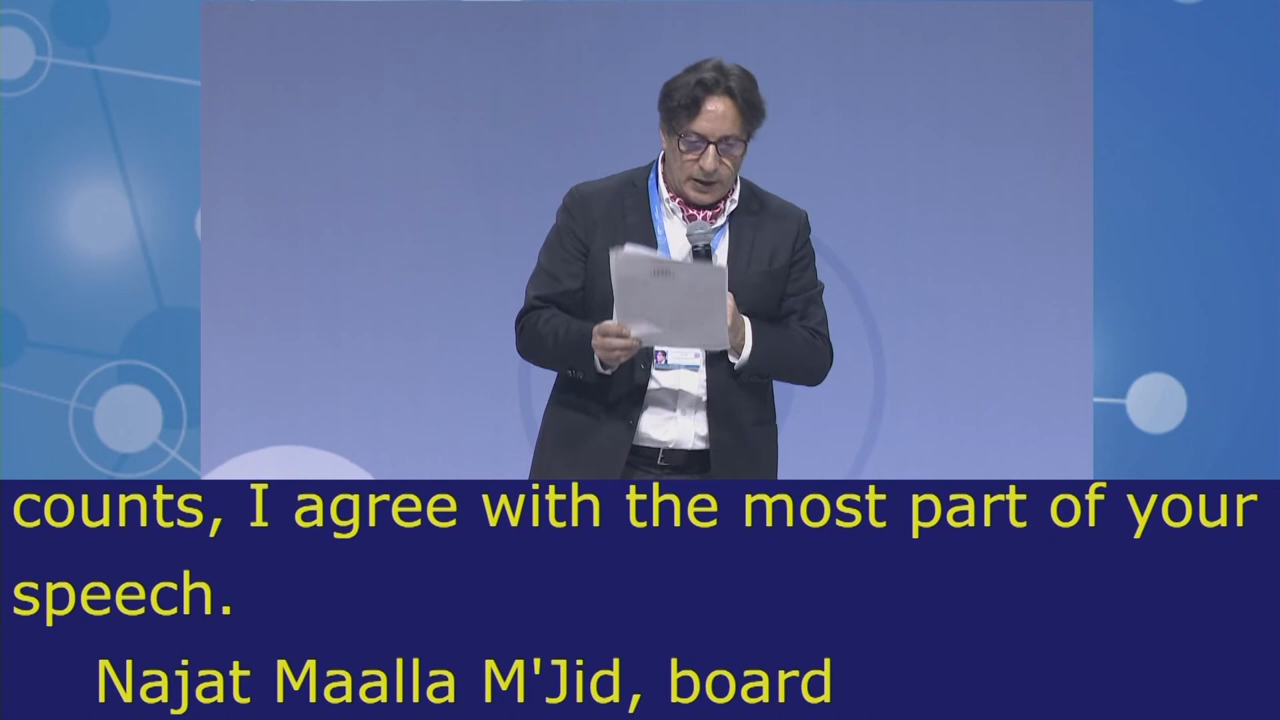 counts, I agree with the most part of your
speech.
Najat Maalla M'Jid, board